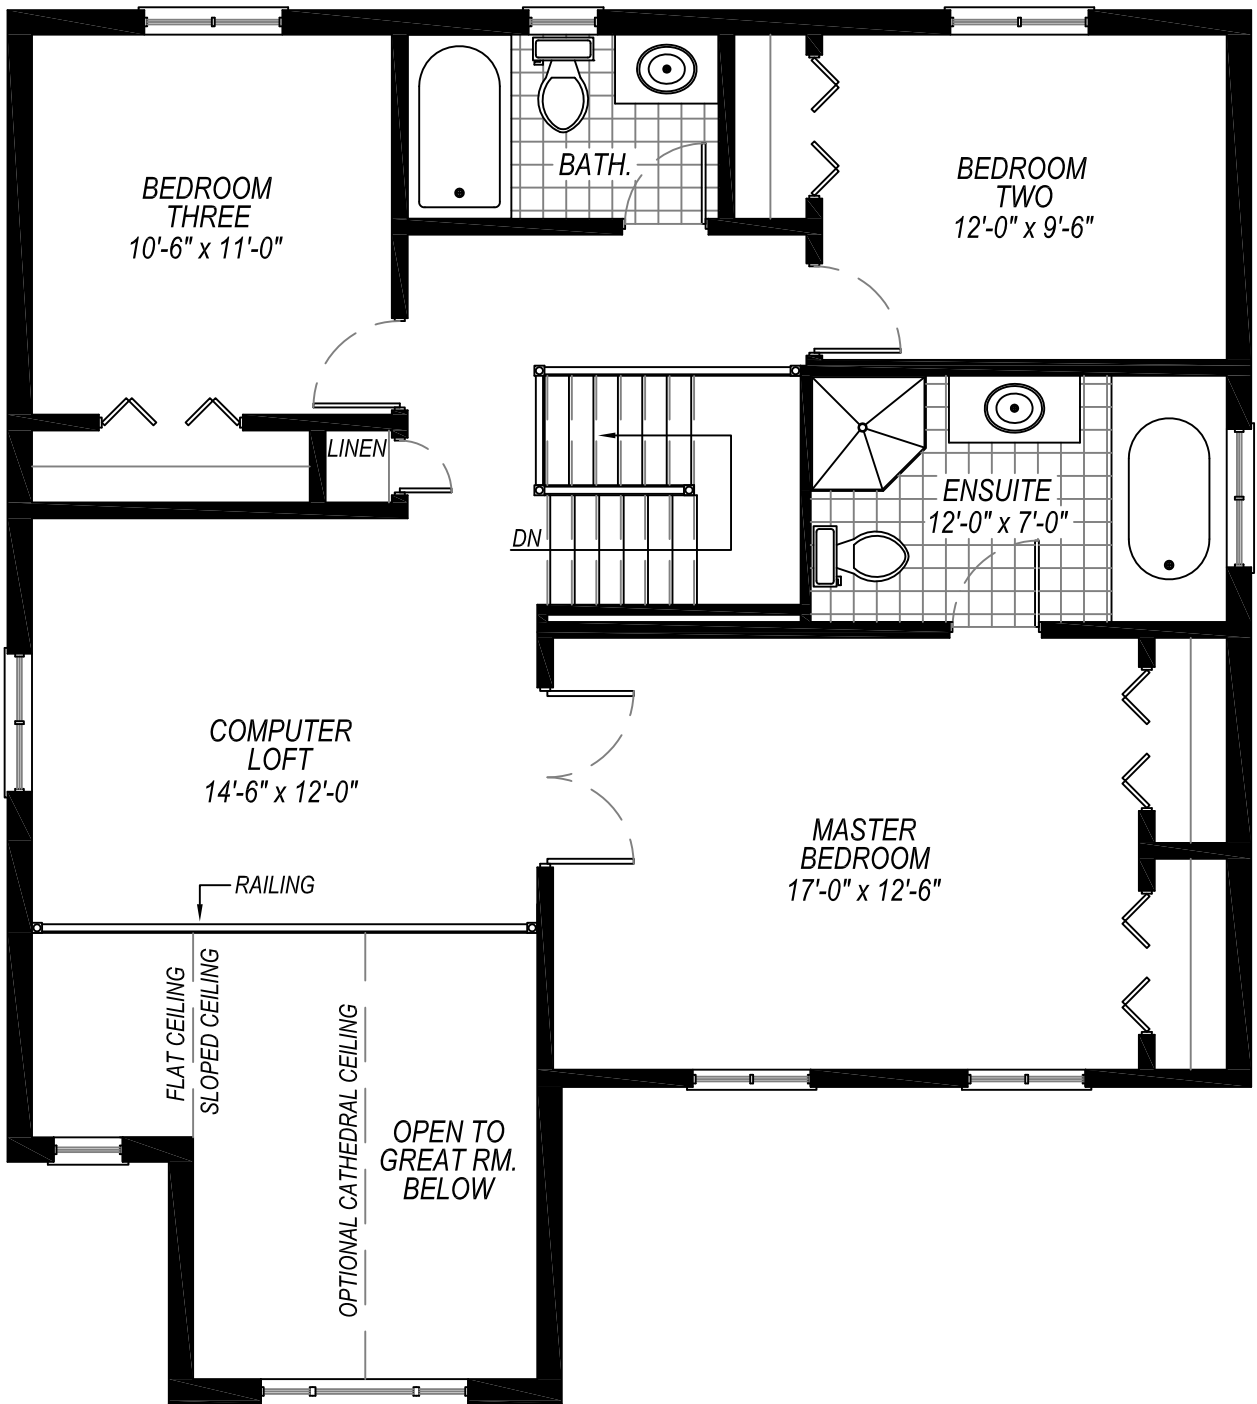 BEDROOM
THREE
10'-6" x 11'-0"
BATH.
BEDROOM
TWO
12'-0" x 9'-6"
LINEN
DN
ENSUITE
12'-0" x 7'-0"
COMPUTER
LOFT
14'-6" x 12'-0"
MASTER
BEDROOM
17'-0" x 12'-6"
RAILING
FLAT CEILING
SLOPED CEILING
OPTIONAL CATHEDRAL CEILING
OPEN TO
GREAT RM.
BELOW